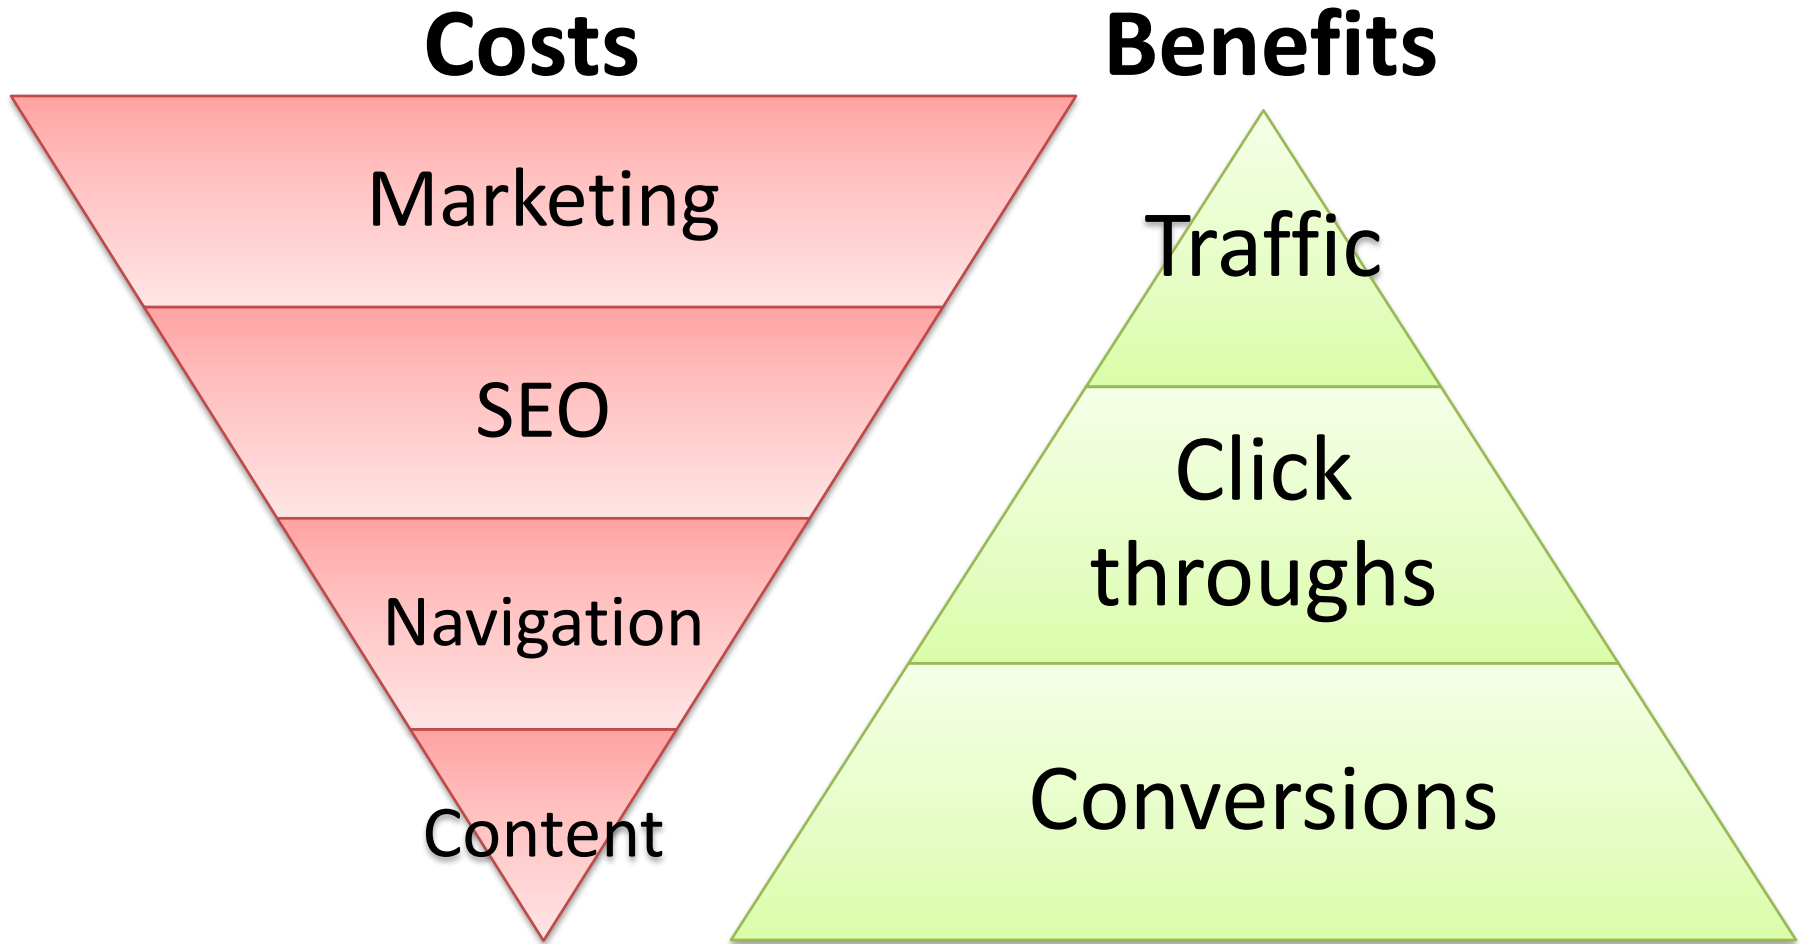 Costs
Marketing
SEO
Navigation
Content
Benefits
Traffic
Click
throughs
Conversions